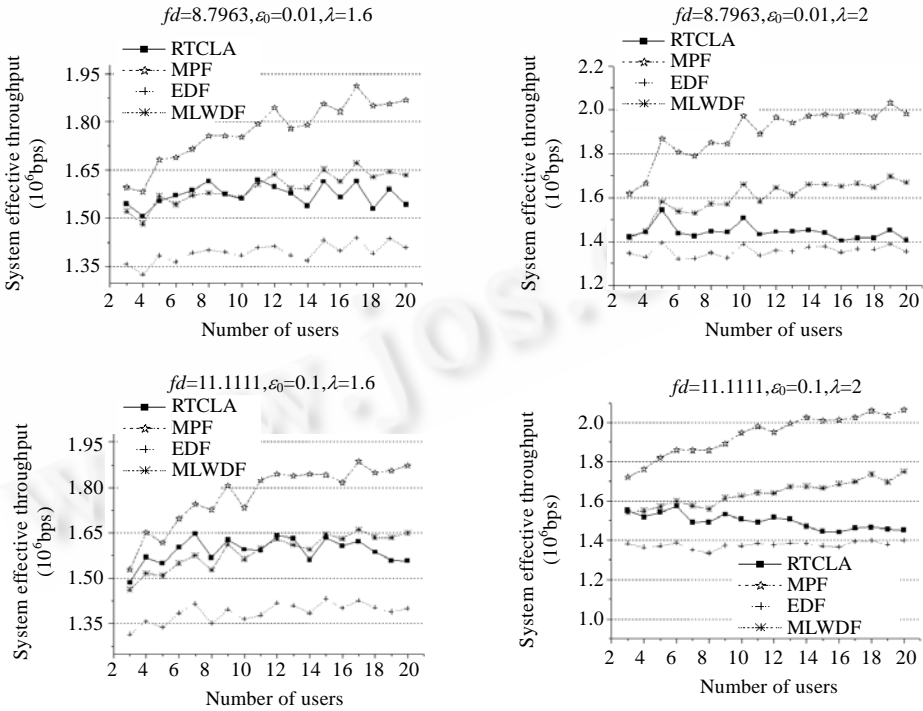 fd=8.7963,ε₀=0.01,λ=1.6
RTCLA
MPF
EDF
MLWDF
1.95
1.80
1.65
1.50
1.35
System effective throughput
(10⁶bps)
2 4 6 8 10 12 14 16 18 20
Number of users
fd=8.7963,ε₀=0.01,λ=2
RTCLA
MPF
EDF
MLWDF
2.2
2.0
1.8
1.6
1.4
1.2
System effective throughput
(10⁶bps)
2 4 6 8 10 12 14 16 18 20
Number of users
fd=11.1111,ε₀=0.1,λ=1.6
RTCLA
MPF
EDF
MLWDF
1.95
1.80
1.65
1.50
1.35
System effective throughput
(10⁶bps)
2 4 6 8 10 12 14 16 18 20
Number of users
fd=11.1111,ε₀=0.1,λ=2
2.0
1.8
1.6
1.4
1.2
1.0
RTCLA
MPF
EDF
MLWDF
System effective throughput
(10⁶bps)
2 4 6 8 10 12 14 16 18 20
Number of users